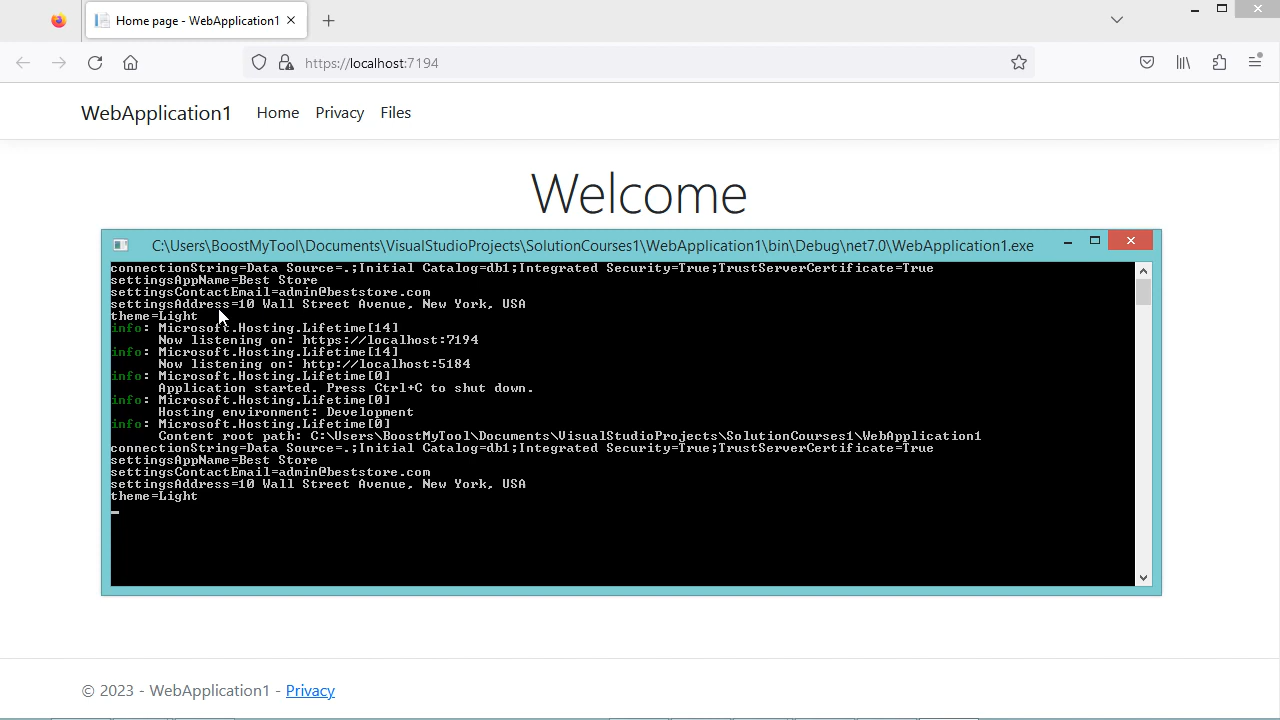 Home page - WebApplication1
https://localhost:7194
WebApplication1 Home Privacy Files
Welcome
C:\Users\BoostMyTool\Documents\VisualStudioProjects\SolutionCourses1\WebApplication1\bin\Debug\net7.0\WebApplication1.exe
connectionString=Data Source=.;Initial Catalog=db1;Integrated Security=True;TrustServerCertificate=True
settingsAppName=Best Store
settingsContactEmail=admin@beststore.com
settingsAddress=10 Wall Street Avenue, New York, USA
theme=Light
info: Microsoft.Hosting.Lifetime[14]
Now listening on: https://localhost:7194
info: Microsoft.Hosting.Lifetime[14]
Now listening on: http://localhost:5184
info: Microsoft.Hosting.Lifetime[0]
Application started. Press Ctrl+C to shut down.
info: Microsoft.Hosting.Lifetime[0]
Hosting environment: Development
info: Microsoft.Hosting.Lifetime[0]
Content root path: C:\Users\BoostMyTool\Documents\VisualStudioProjects\SolutionCourses1\WebApplication1
connectionString=Data Source=.;Initial Catalog=db1;Integrated Security=True;TrustServerCertificate=True
settingsAppName=Best Store
settingsContactEmail=admin@beststore.com
settingsAddress=10 Wall Street Avenue, New York, USA
theme=Light
© 2023 - WebApplication1 - Privacy